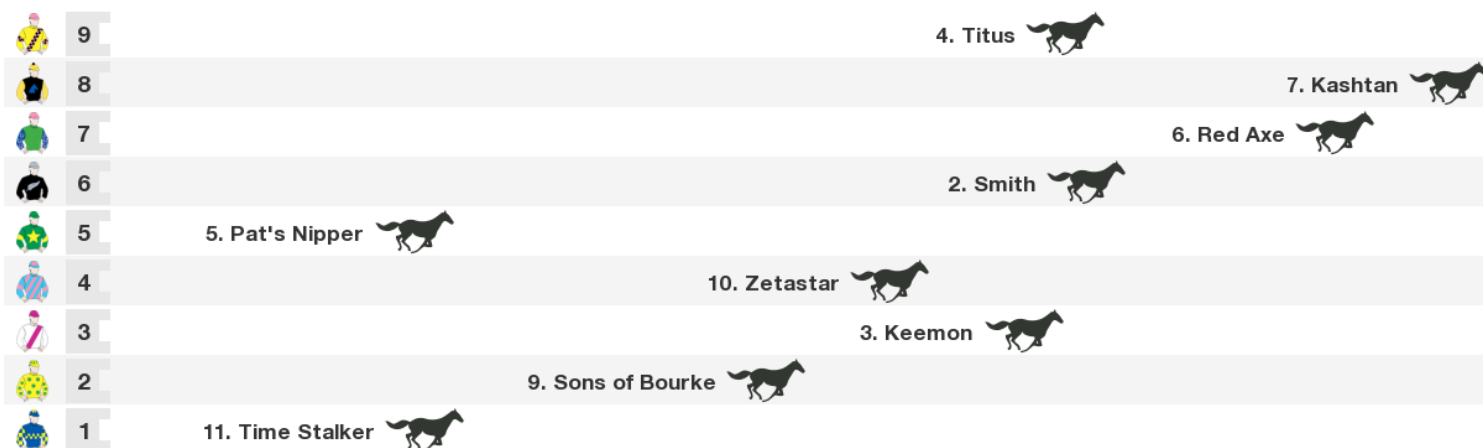 9 4. Titus
8 7. Kashtan
7 6. Red Axe
6 2. Smith
5 5. Pat's Nipper
4 10. Zetastar
3 3. Keemon
2 9. Sons of Bourke
1 11. Time Stalker